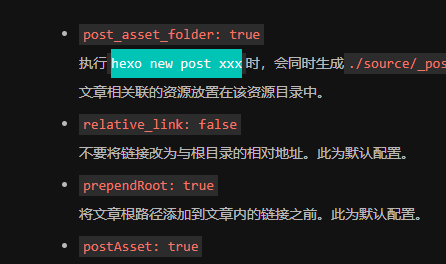 post_asset_folder: true
执行 hexo new post xxx 时，会同时生成 ./source/_pos
文章相关联的资源放置在该资源目录中。
relative_link: false
不要将链接改为与根目录的相对地址。此为默认配置。
prependRoot: true
将文章根路径添加到文章内的链接之前。此为默认配置。
postAsset: true